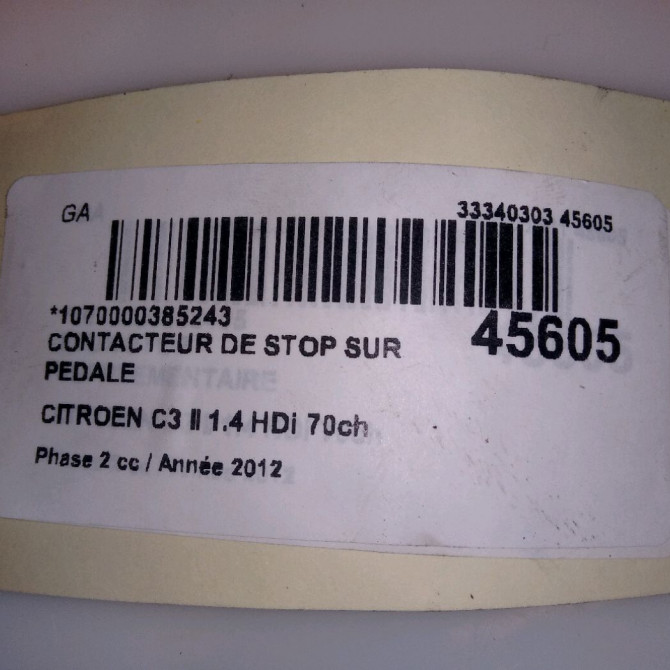 GA
33340303 45605
*1070000385243
45605
CONTACTEUR DE STOP SUR
PEDALE
CITROEN C3 II 1.4 HDi 70ch
Phase 2 cc / Année 2012